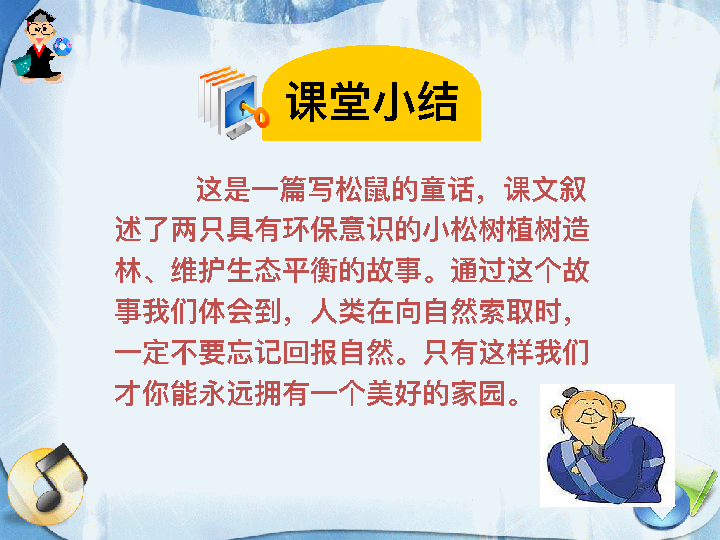 课堂小结
这是一篇写松鼠的童话，课文叙
述了两只具有环保意识的小松树植树造
林、维护生态平衡的故事。通过这个故
事我们体会到，人类在向自然索取时，
一定不要忘记回报自然。只有这样我们
才你能永远拥有一个美好的家园。